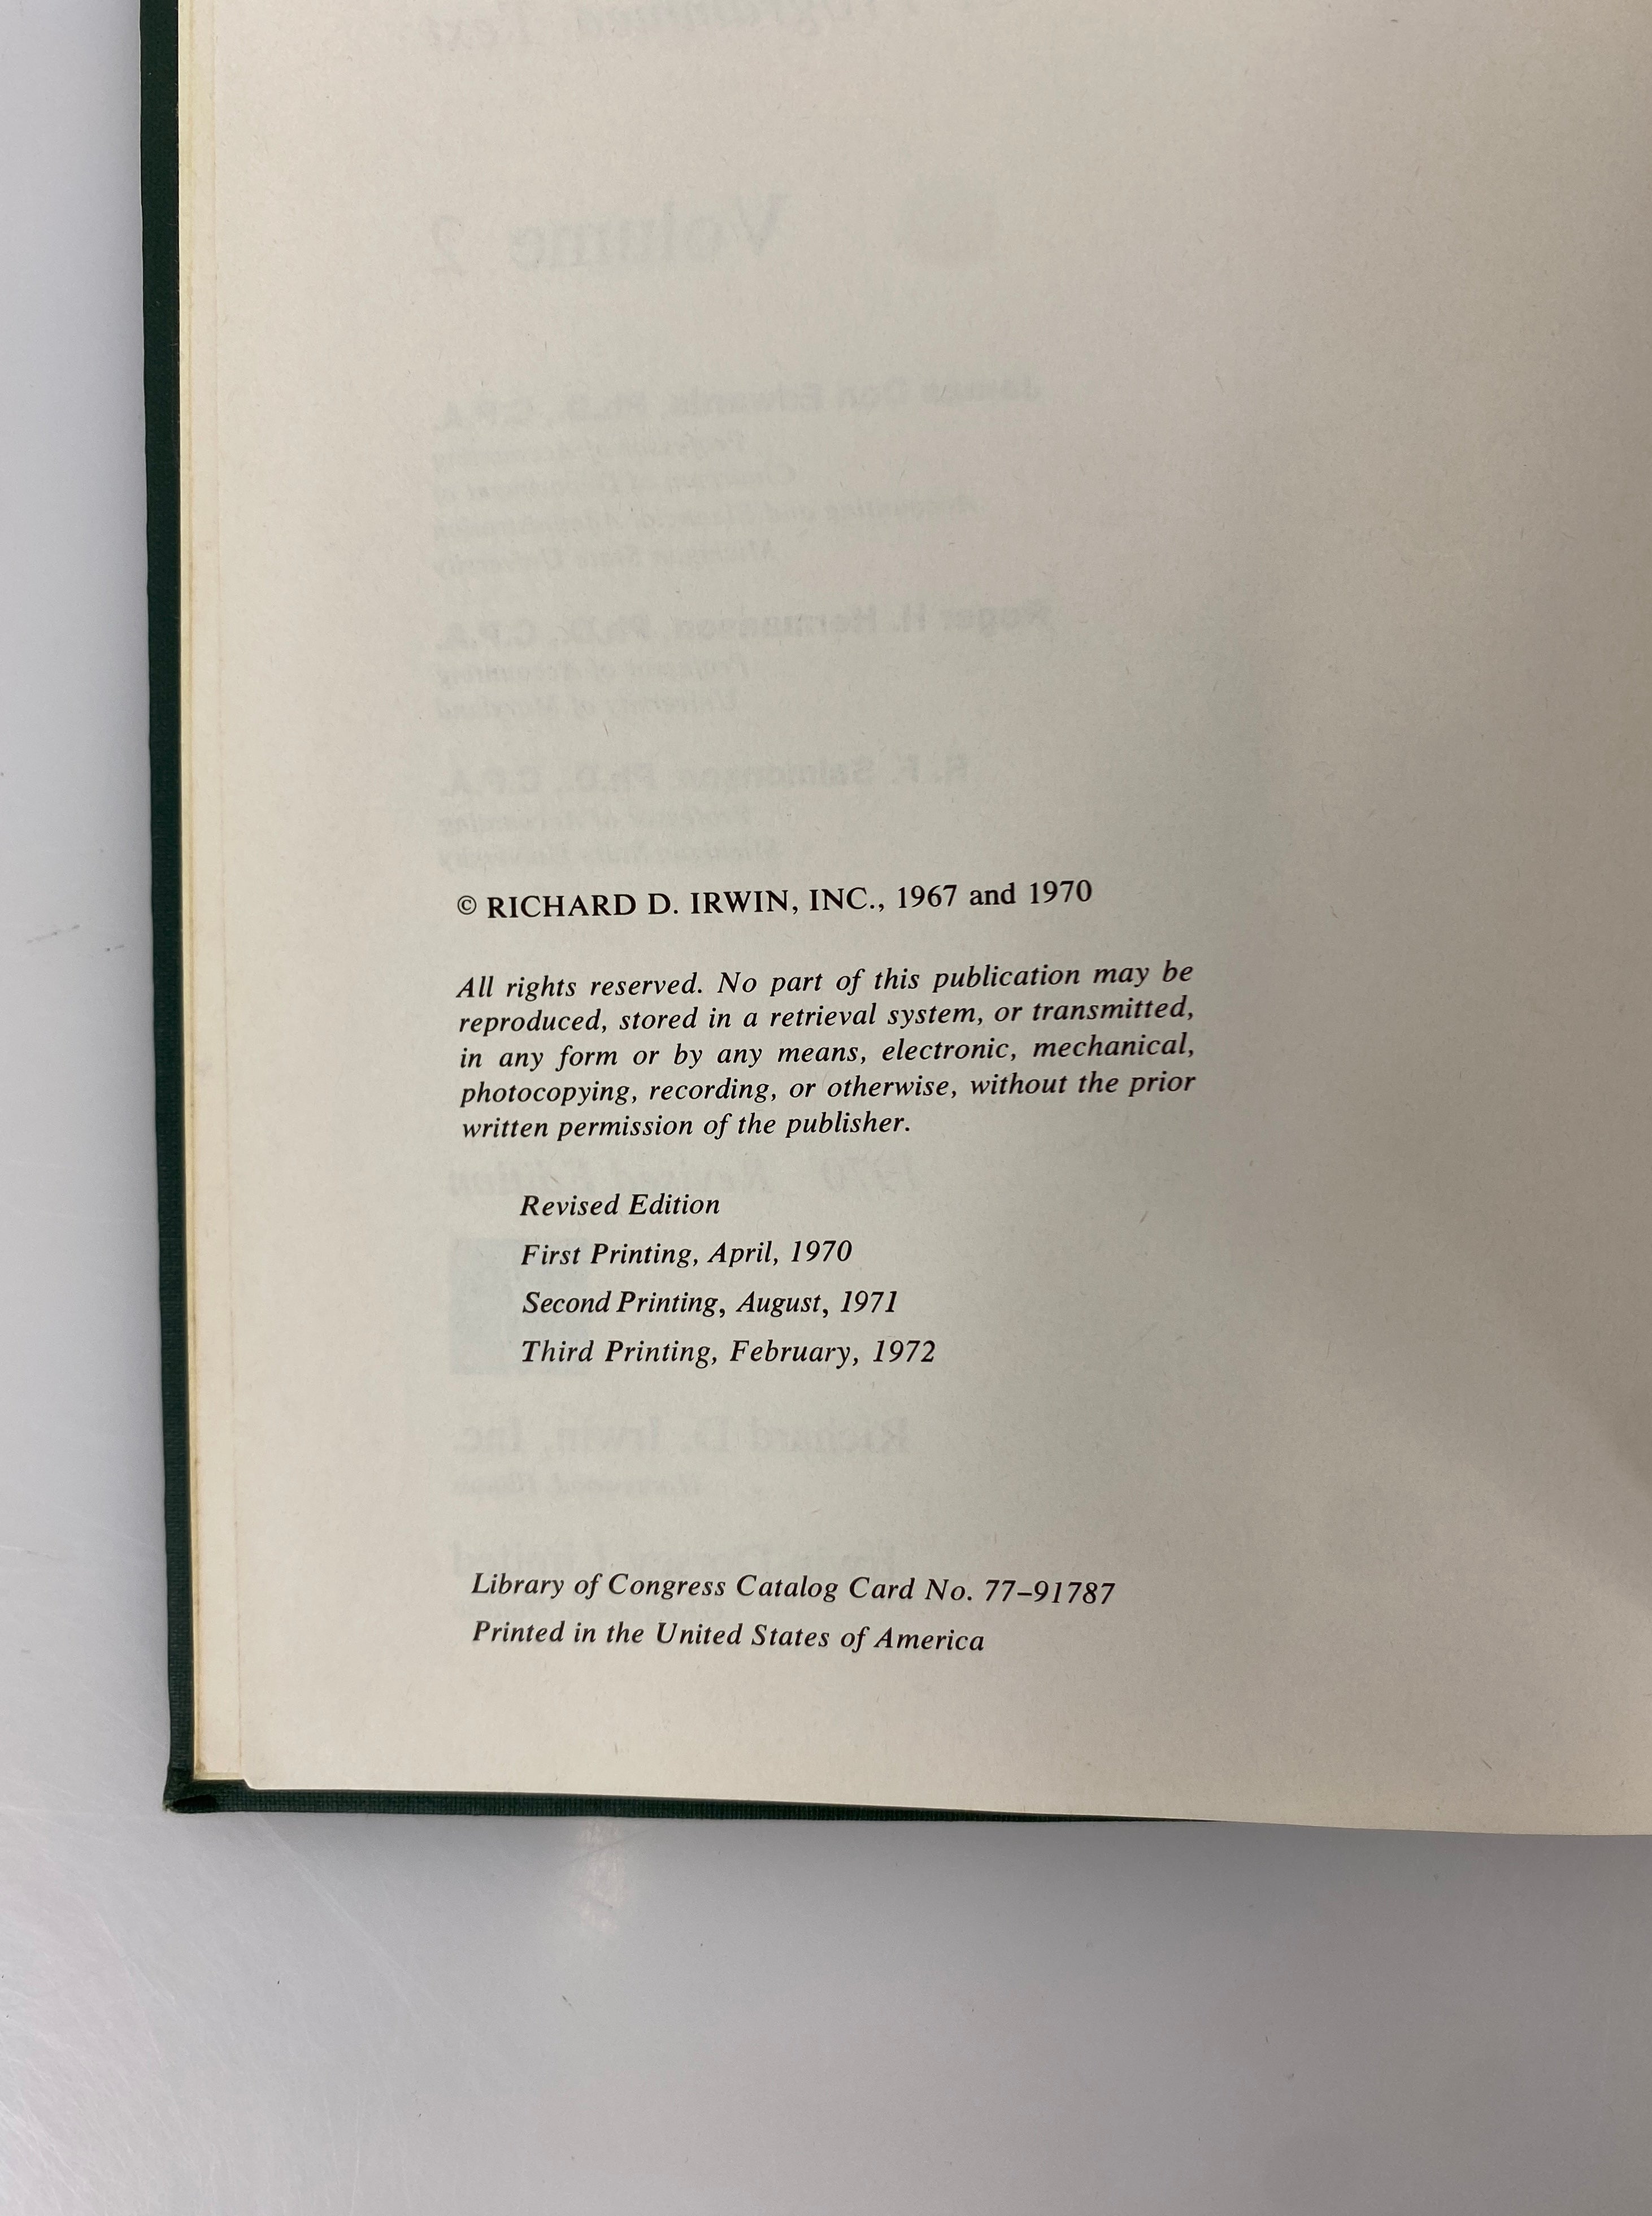 © RICHARD D. IRWIN, INC., 1967 and 1970
All rights reserved. No part of this publication may be
reproduced, stored in a retrieval system, or transmitted,
in any form or by any means, electronic, mechanical,
photocopying, recording, or otherwise, without the prior
written permission of the publisher.
Revised Edition
First Printing, April, 1970
Second Printing, August, 1971
Third Printing, February, 1972
Library of Congress Catalog Card No. 77–91787
Printed in the United States of America